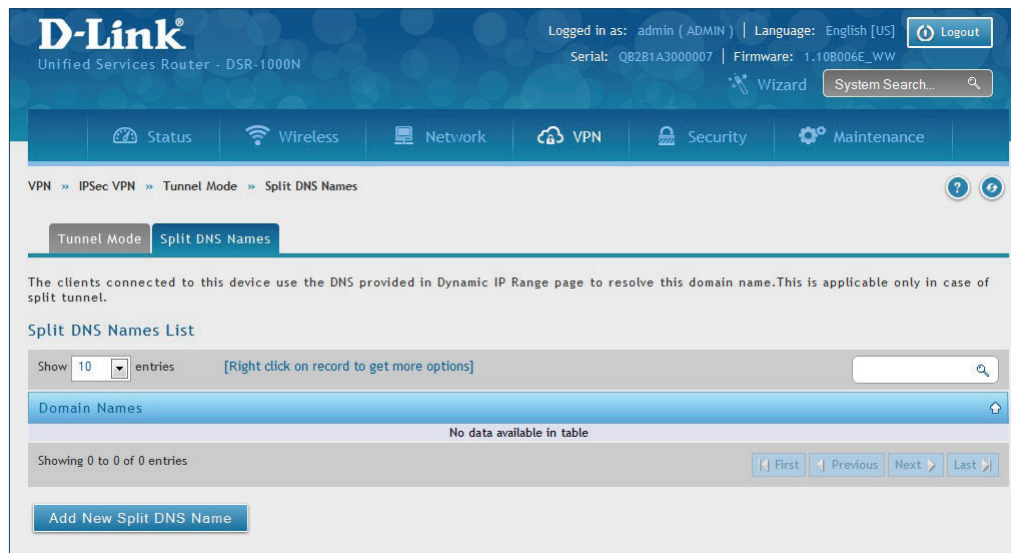 D-Link®
Unified Services Router - DSR-1000N
Logged in as: admin ( ADMIN ) | Language: English [US]
Logout
Serial: QB2B1A3000007 | Firmware: 1.10B006E_WW
Wizard
System Search...
Status
Wireless
Network
VPN
Security
Maintenance
VPN » IPSec VPN » Tunnel Mode » Split DNS Names
?
Tunnel Mode
Split DNS Names
The clients connected to this device use the DNS provided in Dynamic IP Range page to resolve this domain name.This is applicable only in case of
split tunnel.
Split DNS Names List
Show 10 entries
[Right click on record to get more options]
Domain Names
No data available in table
Showing 0 to 0 of 0 entries
First
Previous
Next
Last
Add New Split DNS Name